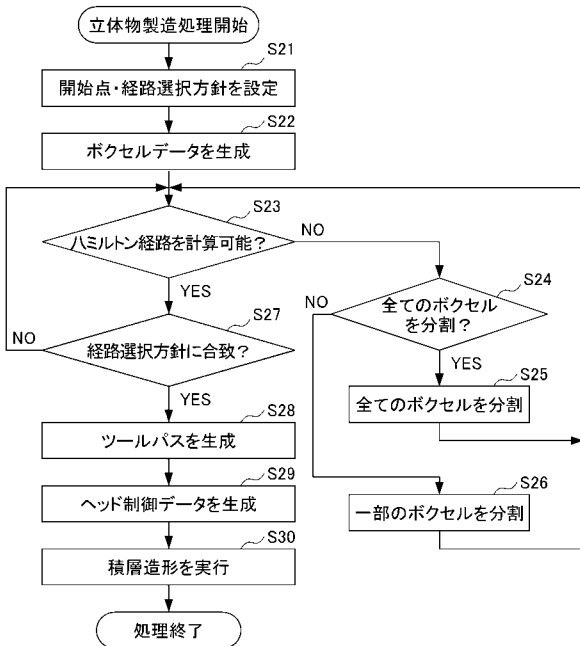 立体物製造処理開始
S21
開始点・経路選択方針を設定
S22
ボクセルデータを生成
S23
ハミルトン経路を計算可能?
NO
YES
S24
全てのボクセル
を分割?
NO
YES
S25
全てのボクセルを分割
S26
一部のボクセルを分割
S27
経路選択方針に合致?
NO
YES
S28
ツールパスを生成
S29
ヘッド制御データを生成
S30
積層造形を実行
処理終了